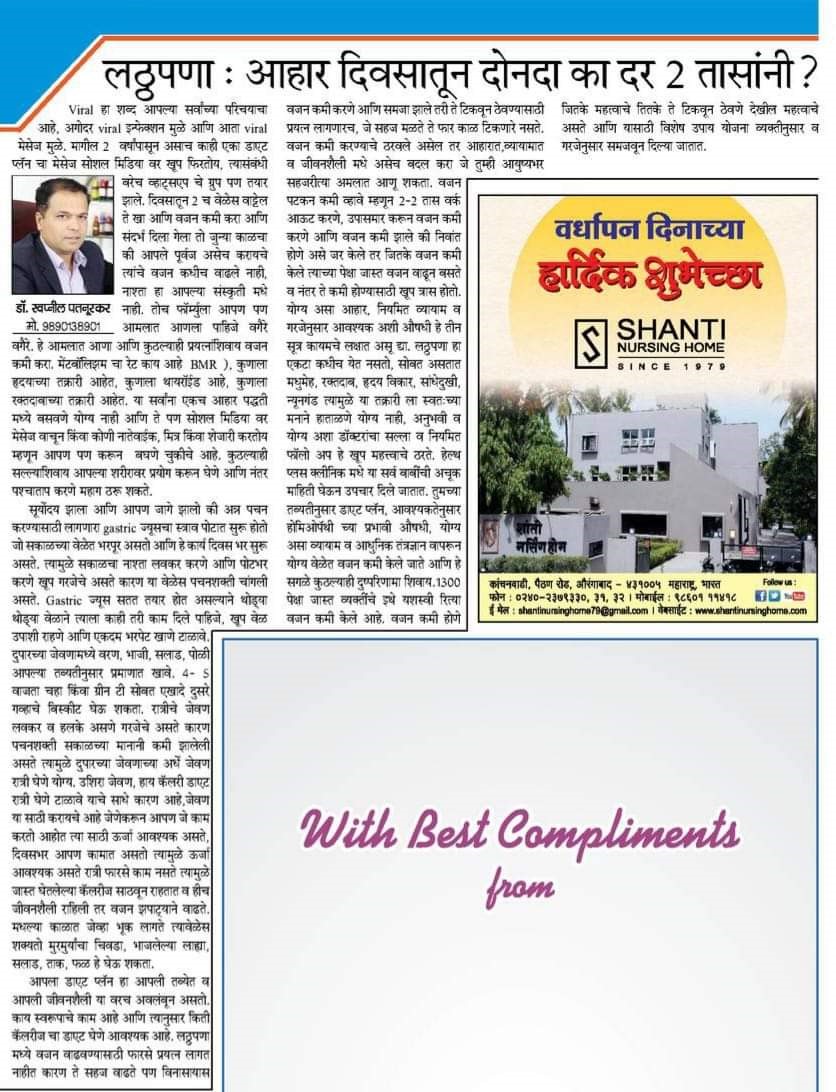 लठ्ठपणा : आहार दिवसातून दोनदा का दर 2 तासांनी ?
Viral हा शब्द आपल्या सर्वांच्या परिचयाचा
आहे, अगोदर viral इन्फेक्शन मुळे आणि आता viral
मेसेज मुळे. मागील 2 वर्षांपासून असाच काही एका डाएट
प्लॅन चा मेसेज सोशल मिडिया वर खूप फिरतोय, त्यासंबंधी
बरेच व्हाट्सएप चे ग्रुप पण तयार
झाले. दिवसातून 2 च वेळेस वाट्टेल
ते खा आणि वजन कमी करा आणि
संदर्भ दिला गेला तो जुन्या काळचा
की आपले पूर्वज असेच करायचे
त्यांचे वजन कधीच वाढले नाही,
नाश्ता हा आपल्या संस्कृती मधे
नाही. तोच फॉर्म्युला आपण पण
आमलात आणला पाहिजे वगैरे
डॉ. स्वप्नील पतनूरकर
मो. 9890138901
वगैरे. हे आमलात आणा आणि कुठल्याही प्रयत्नांशिवाय वजन
कमी करा. मेंटबॉलिझम चा रेट काय आहे BMR ), कुणाला
हृदयाच्या तक्रारी आहेत, कुणाला थायरॉईड आहे, कुणाला
रक्तदाबाच्या तक्रारी आहे. या सर्वांना एकच आहार पद्धती
मध्ये बसवणे योग्य नाही आणि ते पण सोशल मिडिया वर
मेसेज वाचून किंवा कोणी नातेवाईक, मित्र किंवा शेजारी करतोय
म्हणून आपण पण करून बघणे चुकीचे आहे. कुठल्याही
सल्ल्याशिवाय आपल्या शरीरावर प्रयोग करून घेणे आणि नंतर
पश्चाताप करणे महाग ठरू शकते.
सूर्योदय झाला आणि आपण जागे झालो की अन्न पचन
करण्यासाठी लागणारा gastric ज्यूसचा स्त्राव पोटात सुरू होतो
जो सकाळच्या वेळेत भरपूर असतो आणि हे कार्य दिवस भर सुरू
असते. त्यामुळे सकाळचा नाश्ता लवकर करणे आणि पोटभर
करणे खूप गरजेचे असते कारण या वेळेस पचनशक्ती चांगली
असते. Gastric ज्यूस सतत तयार होत असल्याने थोड्या
थोड्या वेळाने त्याला काही तरी काम दिले पाहिजे, खूप वेळ
उपाशी राहणे आणि एकदम भरपेट खाणे टाळावे.
दुपारच्या जेवणामध्ये वरण, भाजी, सलाड, पोळी
आपल्या तब्यतीनुसार प्रमाणात खावे. 4- 5
वाजता चहा किंवा ग्रीन टी सोबत एखादे दुसरे
गव्हाचे बिस्कीट घेऊ शकता. रात्रीचे जेवण
लवकर व हलके असणे गरजेचे असते कारण
पचनशक्ती सकाळच्या मानानी कमी झालेली
असते त्यामुळे दुपारच्या जेवणाच्या अर्धे जेवण
रात्री घेणे योग्य. उशिरा जेवण, हाय कॅलरी डाएट
रात्री घेणे टाळावे याचे साधे कारण आहे,जेवण
या साठी करायचे आहे जेणेकरून आपण जे काम
करतो आहोत त्या साठी ऊर्जा आवश्यक असते,
दिवसभर आपण कामात असतो त्यामुळे ऊर्जा
आवश्यक असते रात्री फारसे काम नसते त्यामुळे
जास्त घेतलेल्या कॅलरीज साठवून राहतात व हीच
जीवनशैली राहिली तर वजन झपाट्याने वाढते.
मधल्या काळात जेव्हा भूक लागते त्यावेळेस
शक्यतो मुरमुर्यांचा चिवडा, भाजलेल्या लाह्या,
सलाड, ताक, फळ हे घेऊ शकता.
आपला डाएट प्लॅन हा आपली तब्येत व
आपली जीवनशैली या वरच अवलंबून असतो.
काय स्वरूपाचे काम आहे आणि त्यानुसार किती
कॅलरीज चा डाएट घेणे आवश्यक आहे. लठ्ठपणा
मध्ये वजन वाढवण्यासाठी फारसे प्रयत्न लागत
नाहीत कारण ते सहज वाढते पण विनासायास
वजन कमी करणे आणि समजा झाले तरी ते टिकवून ठेवण्यासाठी
प्रयत्न लागणारच, जे सहज मळते ते फार काळ टिकणारे नसते.
वजन कमी करण्याचे ठरवले असेल तर आहारात,व्यायामात
व जीवनशैली मधे असेच बदल करा जे तुम्ही आयुष्यभर
सहजरीत्या अमलात आणू शकता. वजन
पटकन कमी व्हावे म्हणून 2-2 तास वर्क
आऊट करणे, उपासमार करून वजन कमी
करणे आणि वजन कमी झाले की निवांत
होणे असे जर केले तर जितके वजन कमी
केले त्याच्या पेक्षा जास्त वजन वाढून बसते
व नंतर ते कमी होण्यासाठी खूप त्रास होतो.
योग्य असा आहार, नियमित व्यायाम व
गरजेनुसार आवश्यक अशी औषधी हे तीन
सूत्र कायमचे लक्षात असू द्या. लठ्ठपणा हा
एकटा कधीच येत नसतो, सोबत असतात
मधुमेह, रक्तदाब, हृदय विकार, सांधेदुखी,
न्यूनगंड त्यामुळे या तक्रारी ला स्वतःच्या
मनाने हाताळणे योग्य नाही, अनुभवी व
योग्य अशा डॉक्टरांचा सल्ला व नियमित
फॉलो अप हे खूप महत्त्वाचे ठरते. हेल्थ
प्लस क्लीनिक मधे या सर्व बाबींची अचूक
माहिती घेऊन उपचार दिले जातात. तुमच्या
तब्यतीनुसार डाएट प्लॅन, आवश्यकतेनुसार
होमिओपॅथी च्या प्रभावी औषधी, योग्य
असा व्यायाम व आधुनिक तंत्रज्ञान वापरून
योग्य वेळेत वजन कमी केले जाते आणि हे
सगळे कुठल्याही दुष्परिणामा शिवाय.1300
पेक्षा जास्त व्यक्तींचे इथे यशस्वी रित्या
वजन कमी केले आहे. वजन कमी होणे
जितके महत्वाचे तितके ते टिकवून ठेवणे देखील महत्वाचे
असते आणि यासाठी विशेष उपाय योजना व्यक्तीनुसार व
गरजेनुसार समजवून दिल्या जातात.
वर्धापन दिनाच्या
हार्दिक शुभेच्छा
SHANTI
NURSING HOME
SINCE 1979
शांती
नर्सिंग होम
कांचनवाडी, पैठण रोड, औरंगाबाद - ४३१००५ महाराष्ट्र, भारत
Follow us :
फोन : ०२४०-२३७९३३०, ३१, ३२ । मोबाईल : ९८६०१ ११४१८
You Tube
ई मेल : shantinursinghome79@gmail.com । वेबसाईट : www.shantinursinghome.com
With Best Compliments
from